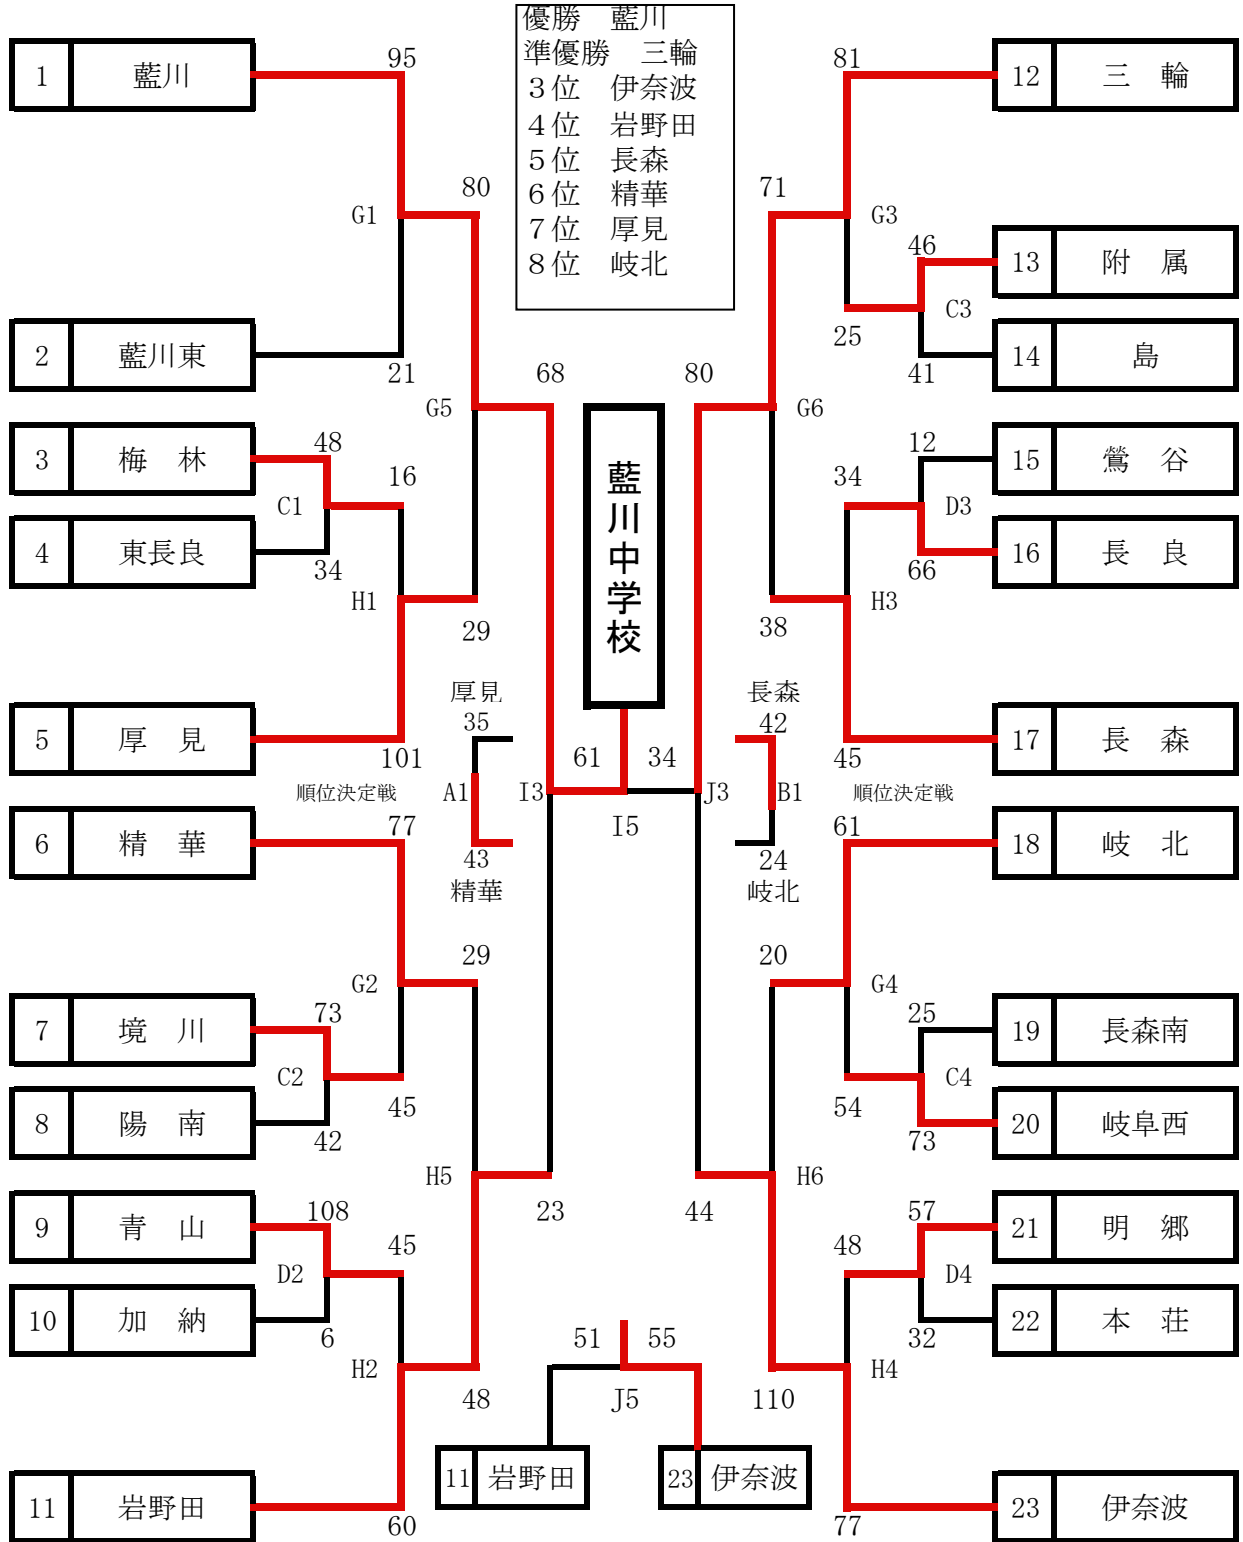 優勝　藍川
準優勝　三輪
３位　伊奈波
４位　岩野田
５位　長森
６位　精華
７位　厚見
８位　岐北
1 藍川
95
G1
80
2 藍川東
21
G5
68
3 梅　林
48
16
C1
4 東長良
34
H1
29
5 厚　見
101
6 精　華
77
29
G2
7 境　川
73
C2
45
8 陽　南
42
H5
23
9 青　山
108
45
D2
10 加　納
6
H2
48
11 岩野田
60
藍川中学校
61
34
I3
J3
I5
厚見
35
順位決定戦
A1
43
精華
長森
42
B1
順位決定戦
24
岐北
51
55
J5
11 岩野田
23 伊奈波
81
12 三　輪
71
G3
46
13 附　属
C3
25
41
14 島
80
G6
12
15 鶯　谷
34
D3
66
16 長　良
H3
38
45
17 長　森
61
18 岐　北
20
G4
25
19 長森南
C4
54
73
20 岐阜西
H6
44
57
21 明　郷
48
D4
32
22 本　荘
H4
110
77
23 伊奈波